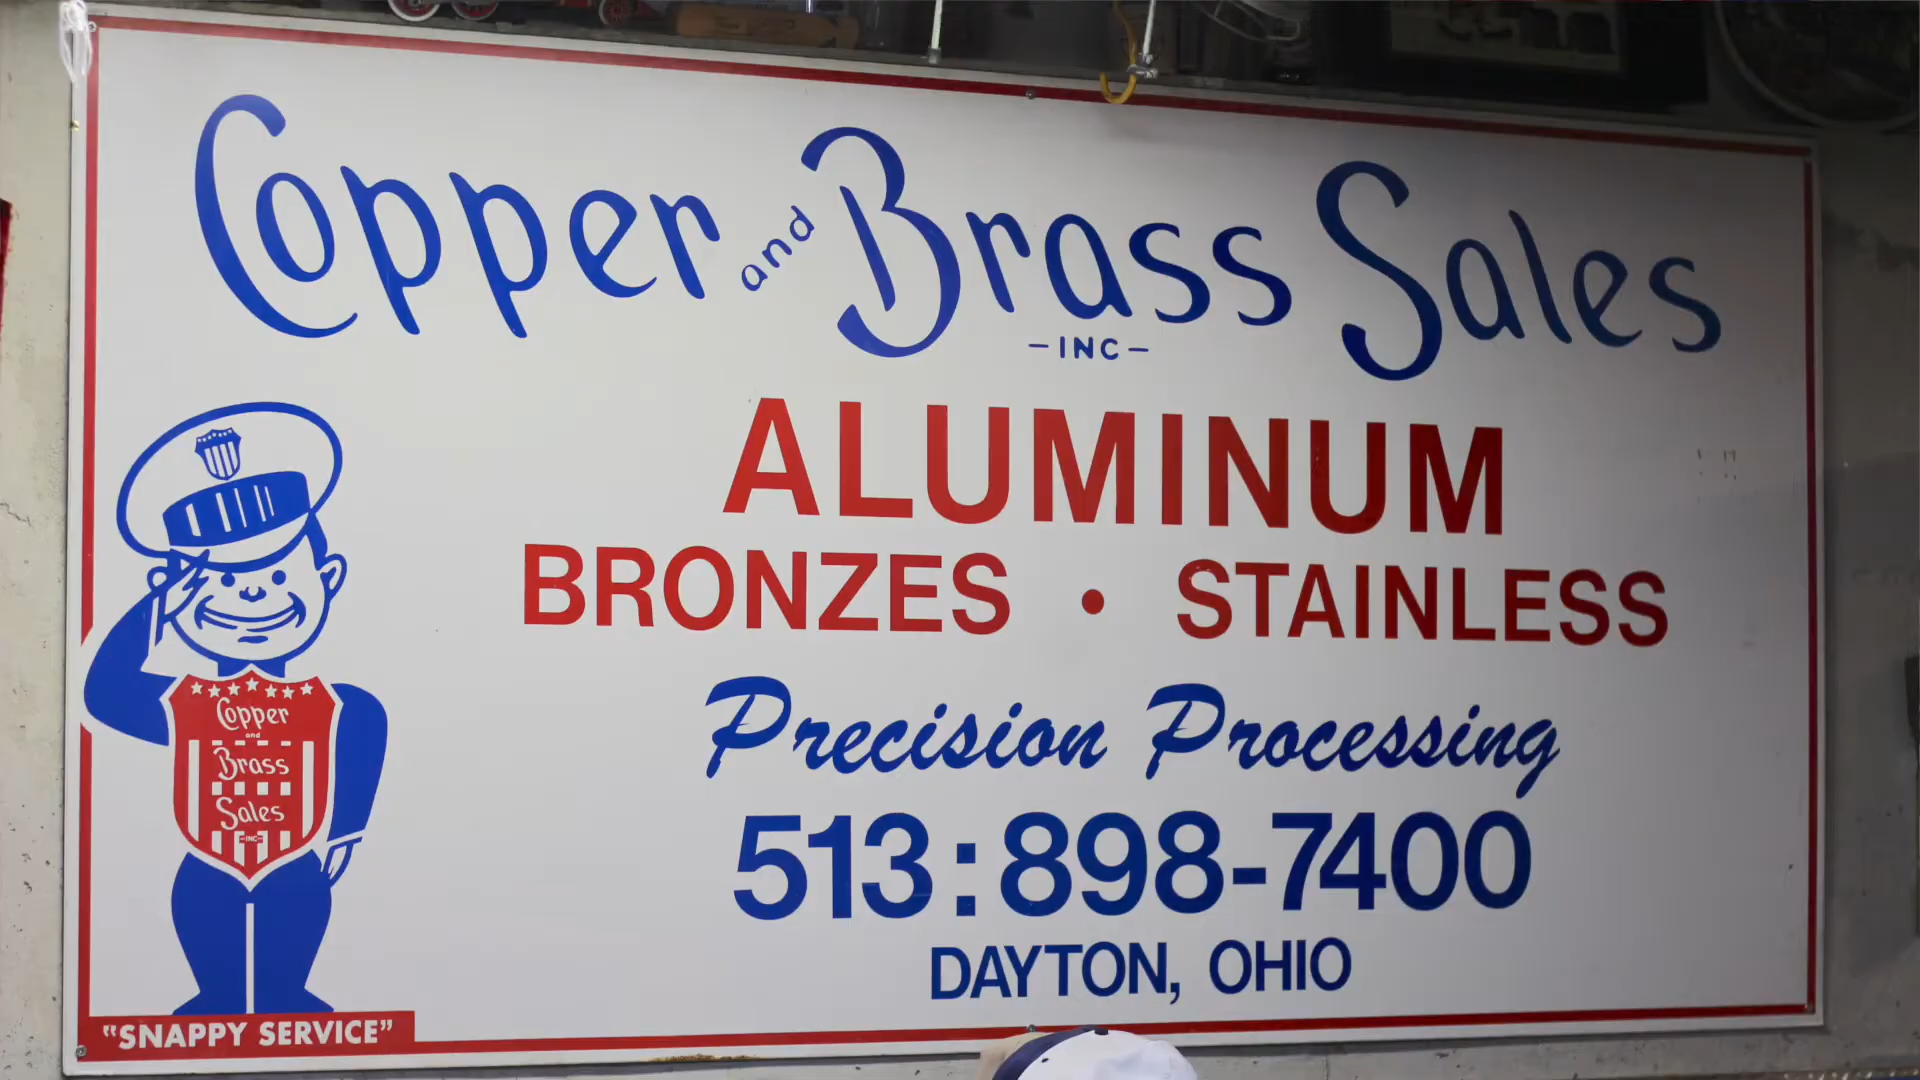 Copper and Brass Sales
-INC-
ALUMINUM
BRONZES • STAINLESS
Precision Processing
513:898-7400
DAYTON, OHIO
Copper
and
Brass
Sales
-INC-
"SNAPPY SERVICE"